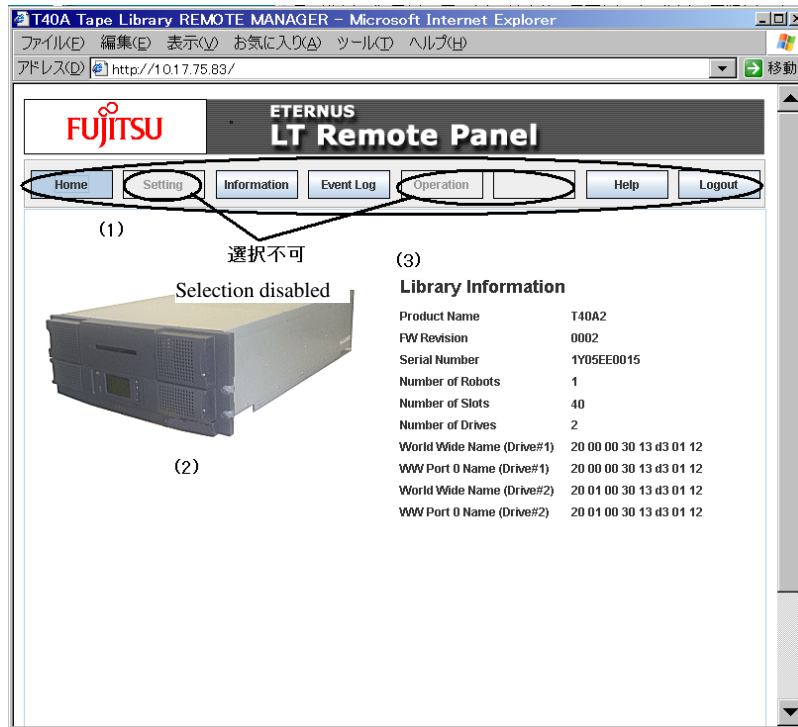 T40A Tape Library REMOTE MANAGER - Microsoft Internet Explorer
ファイル(F) 編集(E) 表示(V) お気に入り(A) ツール(T) ヘルプ(H)
アドレス(D) http://10.17.75.83/ 移動
FUJITSU
ETERNUS
LT Remote Panel
Home Setting Information Event Log Operation Help Logout
(1)
選択不可
Selection disabled
(2)
(3)
Library Information
Product Name T40A2
FW Revision 0002
Serial Number 1Y05EE0015
Number of Robots 1
Number of Slots 40
Number of Drives 2
World Wide Name (Drive#1) 20 00 00 30 13 d3 01 12
WW Port 0 Name (Drive#1) 20 00 00 30 13 d3 01 12
World Wide Name (Drive#2) 20 01 00 30 13 d3 01 12
WW Port 0 Name (Drive#2) 20 01 00 30 13 d3 01 12